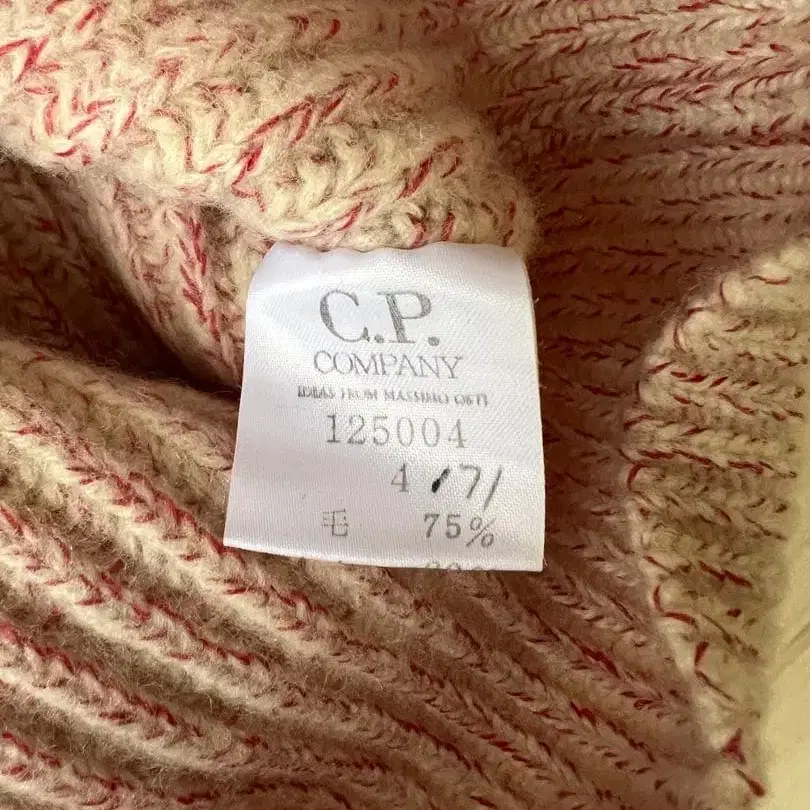 C.P.
COMPANY
IDEAS FROM MASSIMO OSTI
125004
4 /7/
毛 75%